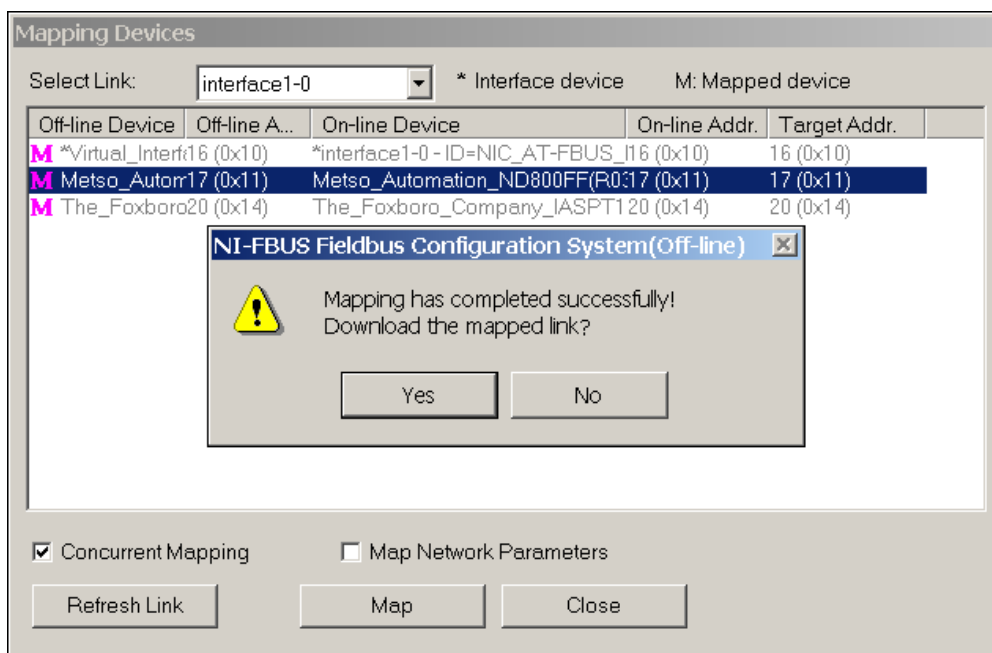 Mapping Devices
Select Link: interface1-0 * Interface device M: Mapped device
Off-line Device Off-line A... On-line Device On-line Addr. Target Addr.
M *Virtual_Interfa 16 (0x10) *interface1-0 - ID=NIC_AT-FBUS_I 16 (0x10) 16 (0x10)
M Metso_Autom 17 (0x11) Metso_Automation_ND800FF(R03 17 (0x11) 17 (0x11)
M The_Foxboro 20 (0x14) The_Foxboro_Company_IASPT1 20 (0x14) 20 (0x14)
NI-FBUS Fieldbus Configuration System(Off-line)
Mapping has completed successfully!
Download the mapped link?
Yes No
Concurrent Mapping Map Network Parameters
Refresh Link Map Close